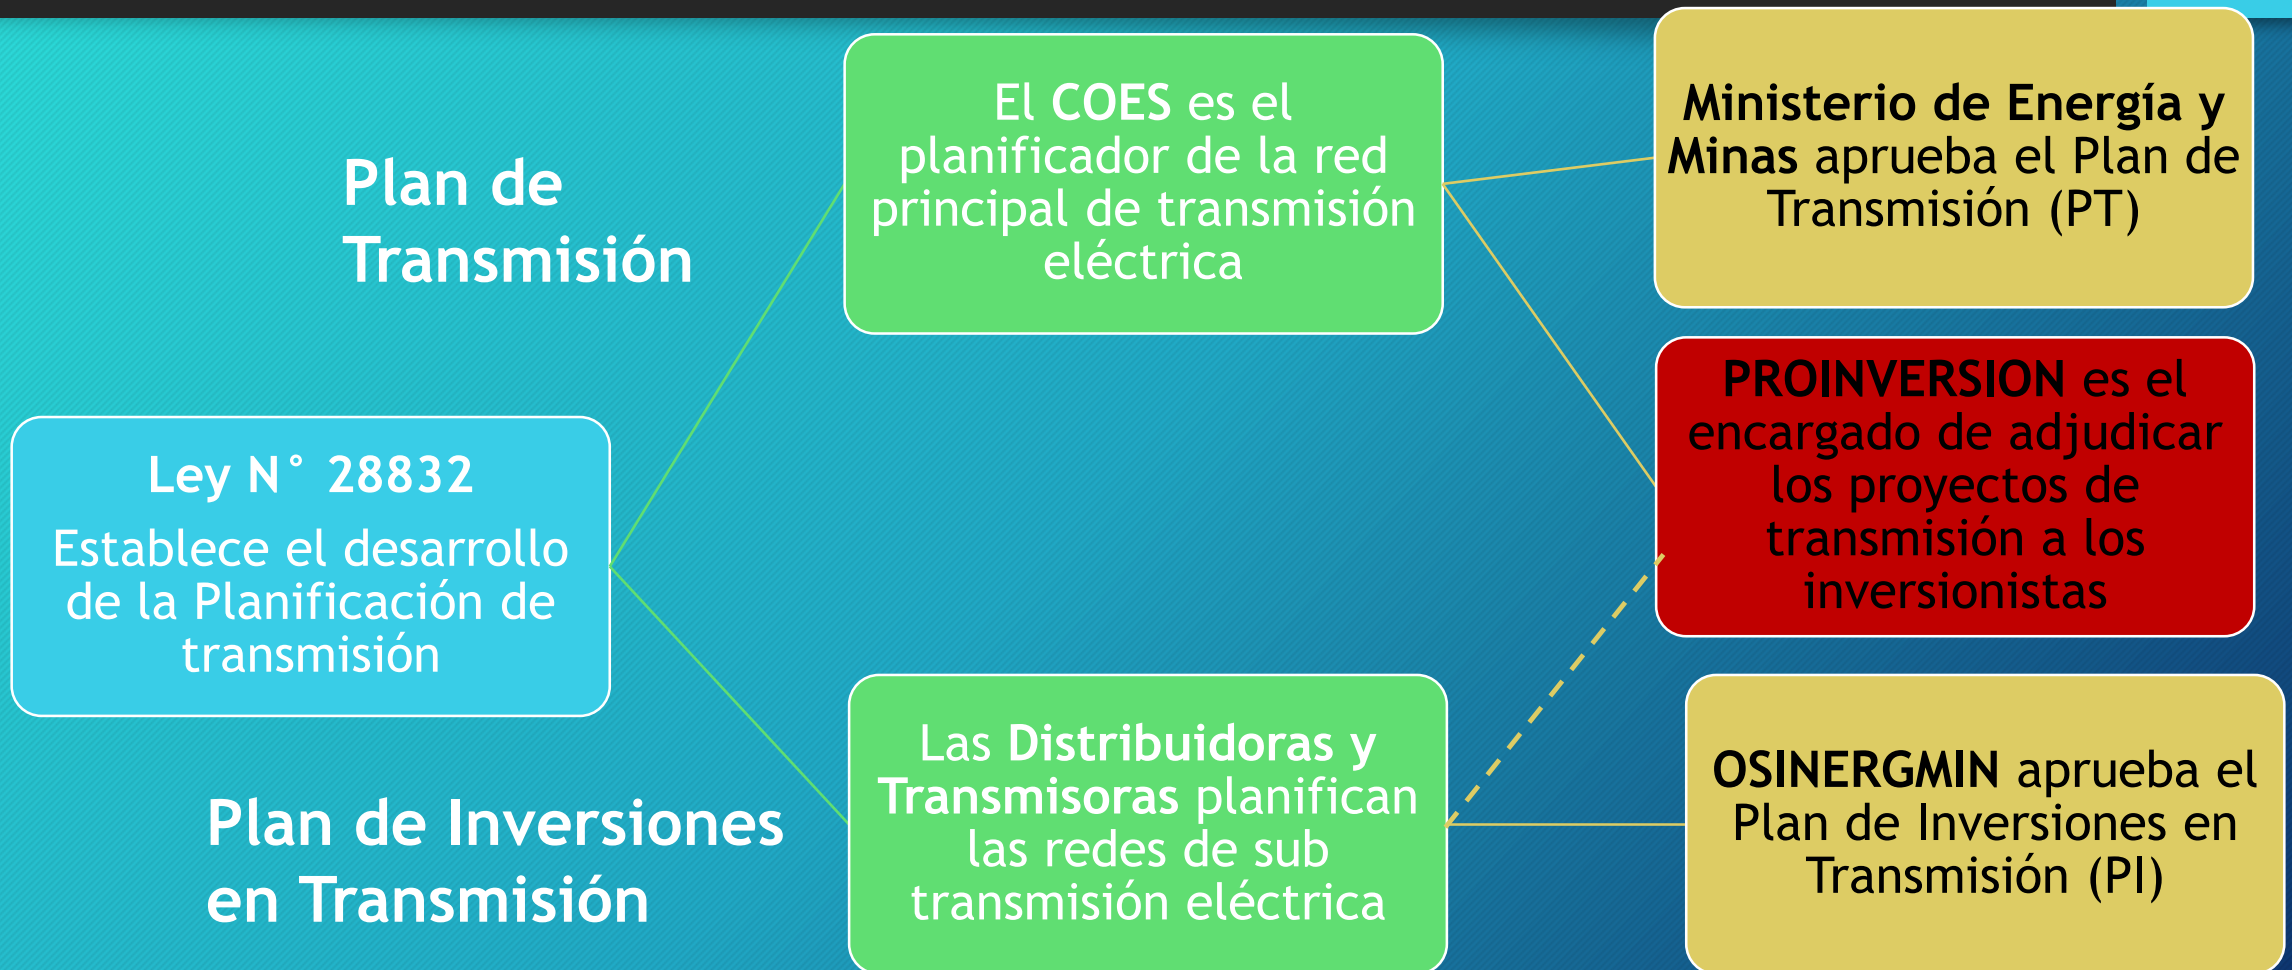 Plan de
Transmisión
El COES es el
planificador de la red
principal de transmisión
eléctrica
Ministerio de Energía y
Minas aprueba el Plan de
Transmisión (PT)
PROINVERSION es el
encargado de adjudicar
los proyectos de
transmisión a los
inversionistas
Ley N° 28832
Establece el desarrollo
de la Planificación de
transmisión
Plan de Inversiones
en Transmisión
Las Distribuidoras y
Transmisoras planifican
las redes de sub
transmisión eléctrica
OSINERGMIN aprueba el
Plan de Inversiones en
Transmisión (PI)